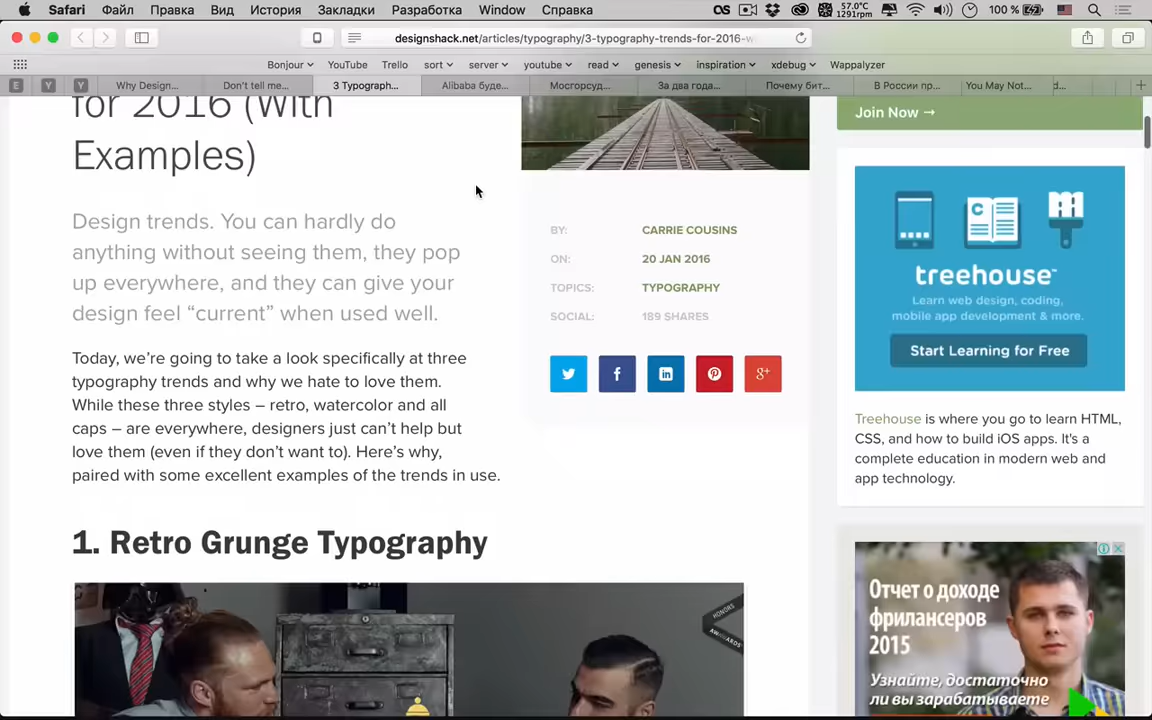 Safari Файл Правка Вид История Закладки Разработка Window Справка 57.0°C 1291rpm 100 %
designshack.net/articles/typography/3-typography-trends-for-2016-w
Bonjour YouTube Trello sort server youtube read genesis inspiration xdebug Wappalyzer
E Y Y Why Design... Don't tell me... 3 Typograph... Alibaba буде... Мосгорсуд... За два года... Почему бит... В России пр... You May Not... d...
for 2016 (With
Examples)
Design trends. You can hardly do
anything without seeing them, they pop
up everywhere, and they can give your
design feel “current” when used well.
Today, we’re going to take a look specifically at three
typography trends and why we hate to love them.
While these three styles – retro, watercolor and all
caps – are everywhere, designers just can’t help but
love them (even if they don’t want to). Here’s why,
paired with some excellent examples of the trends in use.
1. Retro Grunge Typography
HONORS
AWWARDS
BY: CARRIE COUSINS
ON: 20 JAN 2016
TOPICS: TYPOGRAPHY
SOCIAL: 189 SHARES
Join Now →
treehouse™
Learn web design, coding,
mobile app development & more.
Start Learning for Free
Treehouse is where you go to learn HTML,
CSS, and how to build iOS apps. It's a
complete education in modern web and
app technology.
Отчет о доходе
фрилансеров
2015
Узнайте, достаточно
ли вы зарабатываете